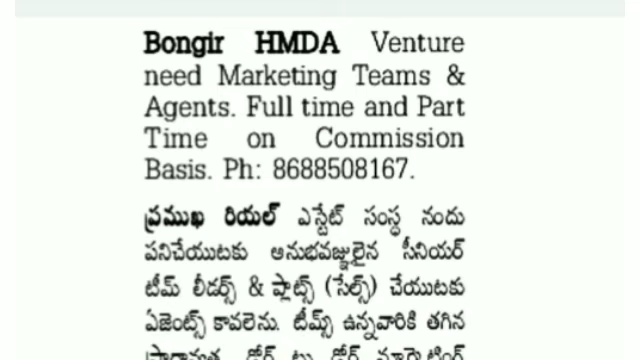 Bongir HMDA Venture
need Marketing Teams &
Agents. Full time and Part
Time on Commission
Basis. Ph: 8688508167.
ప్రముఖ రియల్ ఎస్టేట్ సంస్థ నందు
పనిచేయుటకు అనుభవజ్ఞులైన సీనియర్
టీమ్ లీడర్స్ & ప్లాట్స్ (సేల్స్) చేయుటకు
ఏజెంట్స్ కావలెను. టీమ్స్ ఉన్నవారికి తగిన